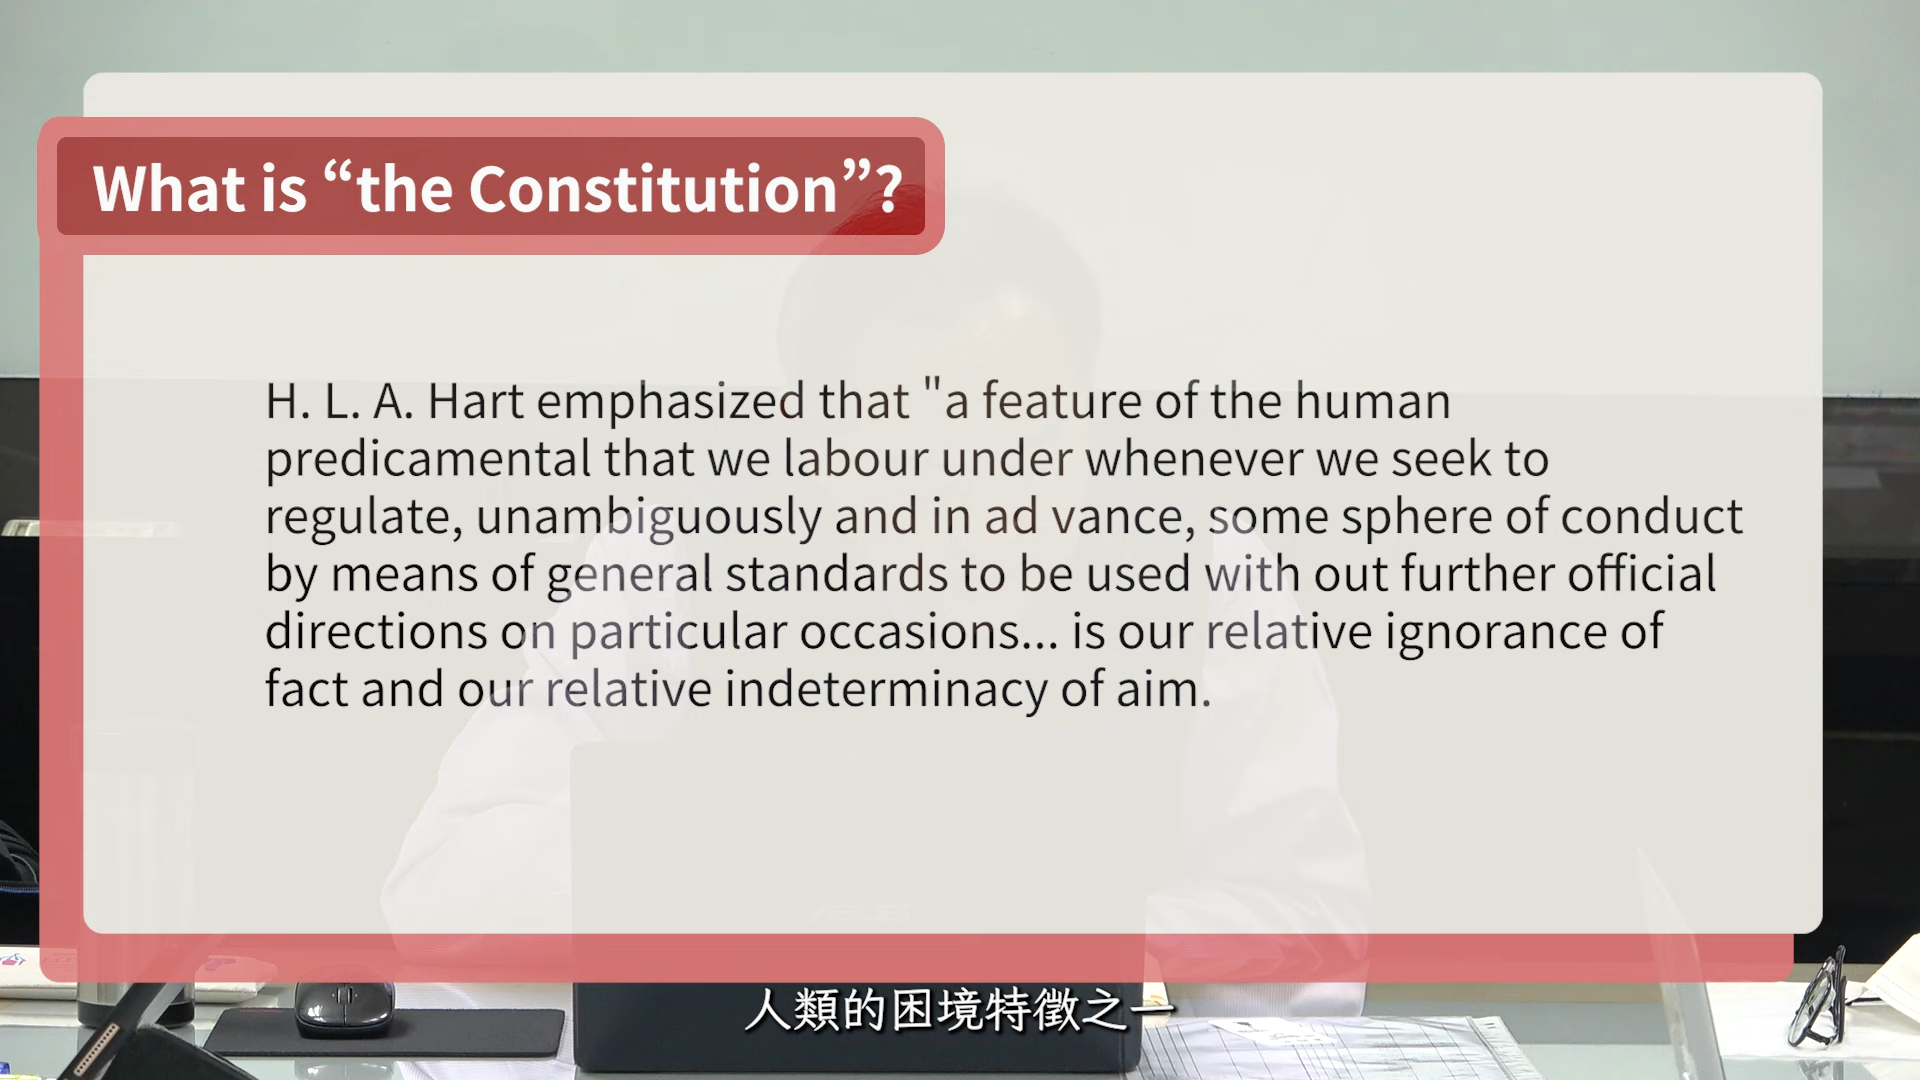 What is “the Constitution”?
H. L. A. Hart emphasized that "a feature of the human
predicamental that we labour under whenever we seek to
regulate, unambiguously and in ad vance, some sphere of conduct
by means of general standards to be used with out further official
directions on particular occasions... is our relative ignorance of
fact and our relative indeterminacy of aim.
ASUS
人類的困境特徵之一